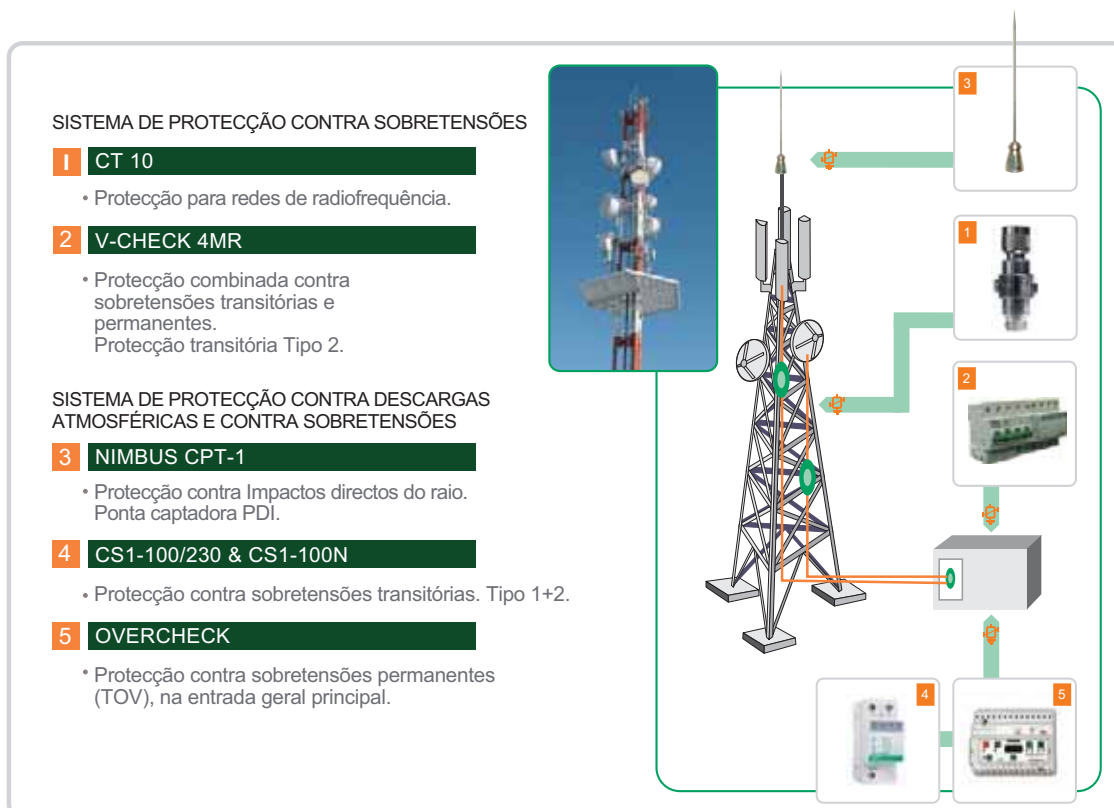 SISTEMA DE PROTECÇÃO CONTRA SOBRETENSÕES
1 CT 10
• Protecção para redes de radiofrequência.
2 V-CHECK 4MR
• Protecção combinada contra
sobretensões transitórias e
permanentes.
Protecção transitória Tipo 2.
SISTEMA DE PROTECÇÃO CONTRA DESCARGAS
ATMOSFÉRICAS E CONTRA SOBRETENSÕES
3 NIMBUS CPT-1
• Protecção contra Impactos directos do raio.
Ponta captadora PDI.
4 CS1-100/230 & CS1-100N
• Protecção contra sobretensões transitórias. Tipo 1+2.
5 OVERCHECK
• Protecção contra sobretensões permanentes
(TOV), na entrada geral principal.
3
1
2
4
5